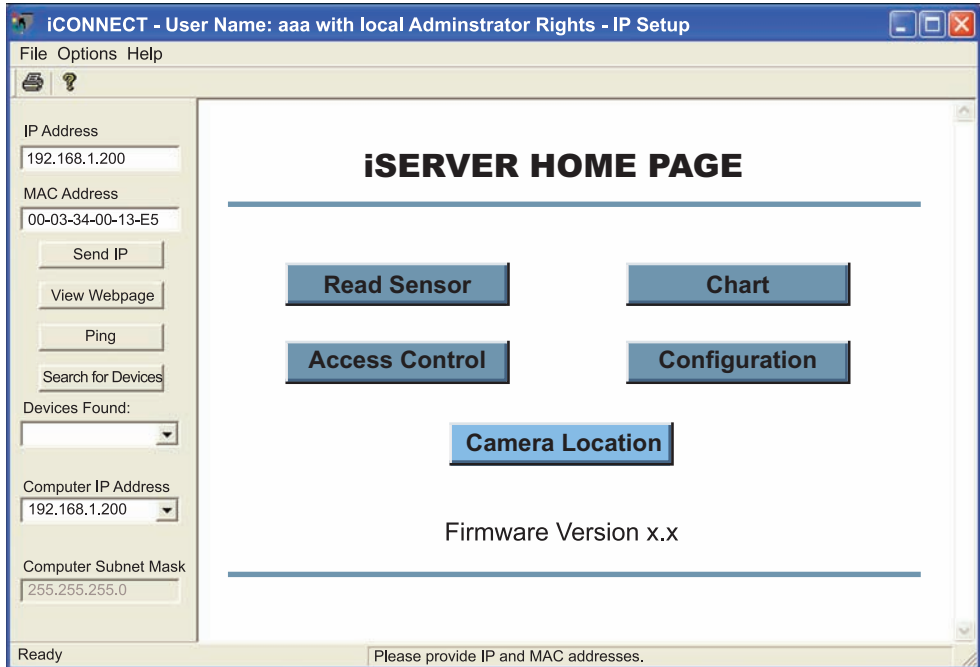 iCONNECT - User Name: aaa with local Adminstrator Rights - IP Setup
File Options Help
IP Address
192.168.1.200
MAC Address
00-03-34-00-13-E5
Send IP
View Webpage
Ping
Search for Devices
Devices Found:
Computer IP Address
192.168.1.200
Computer Subnet Mask
255.255.255.0
iSERVER HOME PAGE
Read Sensor
Chart
Access Control
Configuration
Camera Location
Firmware Version x.x
Ready
Please provide IP and MAC addresses.